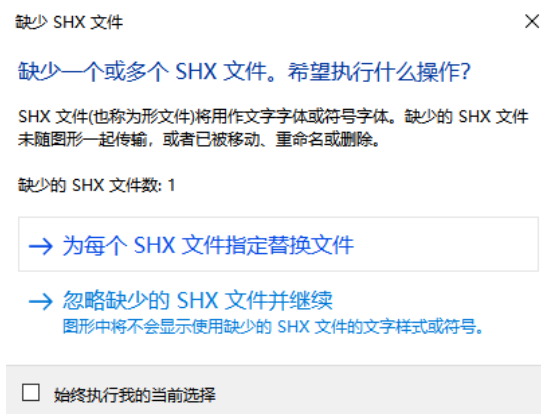 缺少 SHX 文件
缺少一个或多个 SHX 文件。希望执行什么操作?
SHX 文件(也称为形文件)将用作文字字体或符号字体。缺少的 SHX 文件
未随图形一起传输，或者已被移动、重命名或删除。
缺少的 SHX 文件数: 1
为每个 SHX 文件指定替换文件
忽略缺少的 SHX 文件并继续
图形中将不会显示使用缺少的 SHX 文件的文字样式或符号。
始终执行我的当前选择